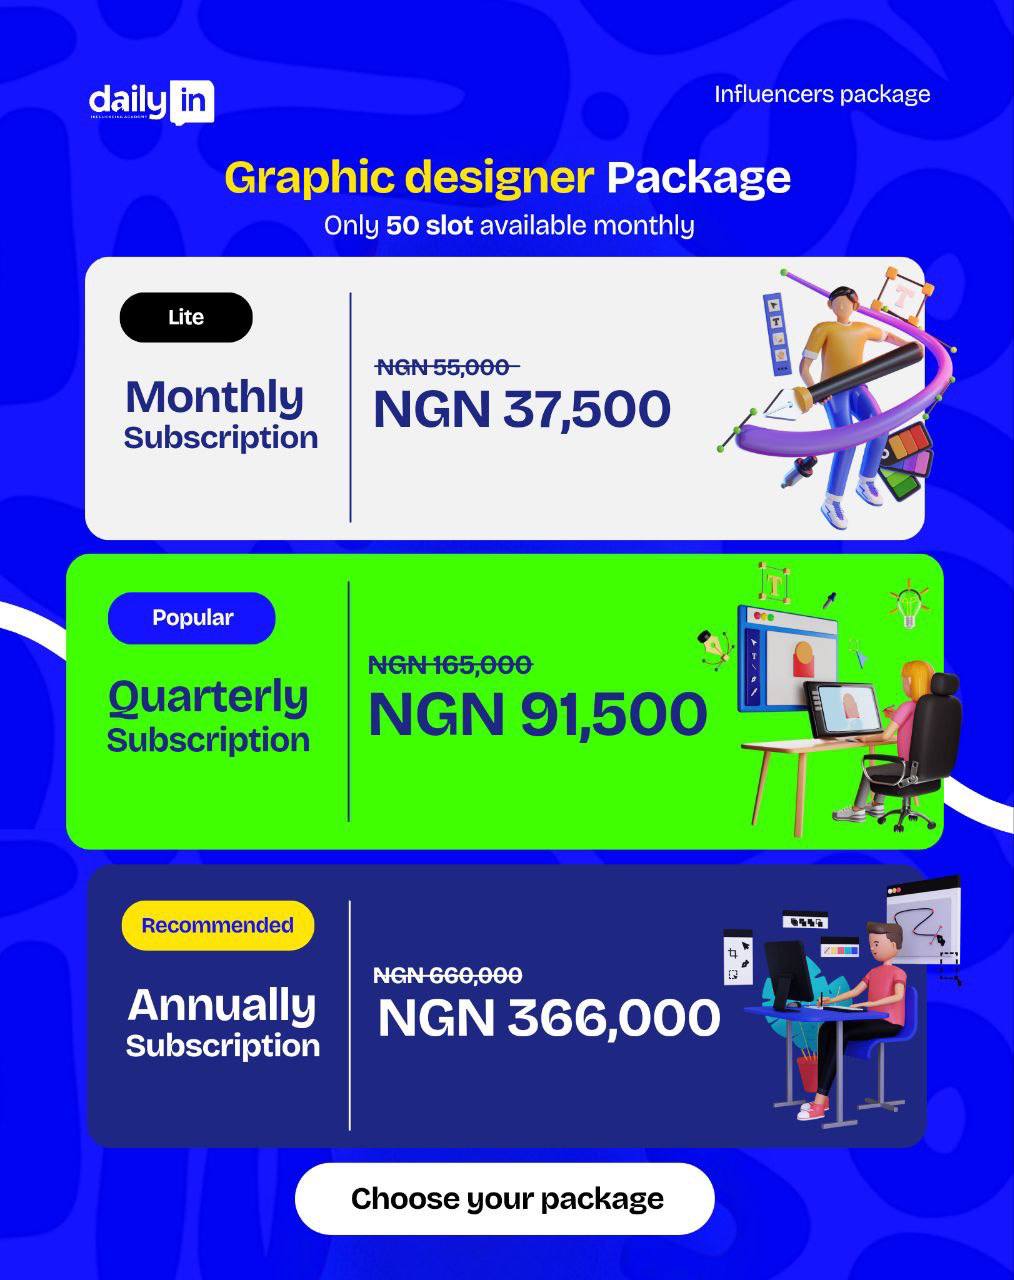 daily in
INFLUENCING ACADEMY
Influencers package
Graphic designer Package
Only 50 slot available monthly
Lite
Monthly
Subscription
NGN 55,000
NGN 37,500
T
T
Popular
Quarterly
Subscription
NGN 165,000
NGN 91,500
T
T
Recommended
Annually
Subscription
NGN 660,000
NGN 366,000
Choose your package